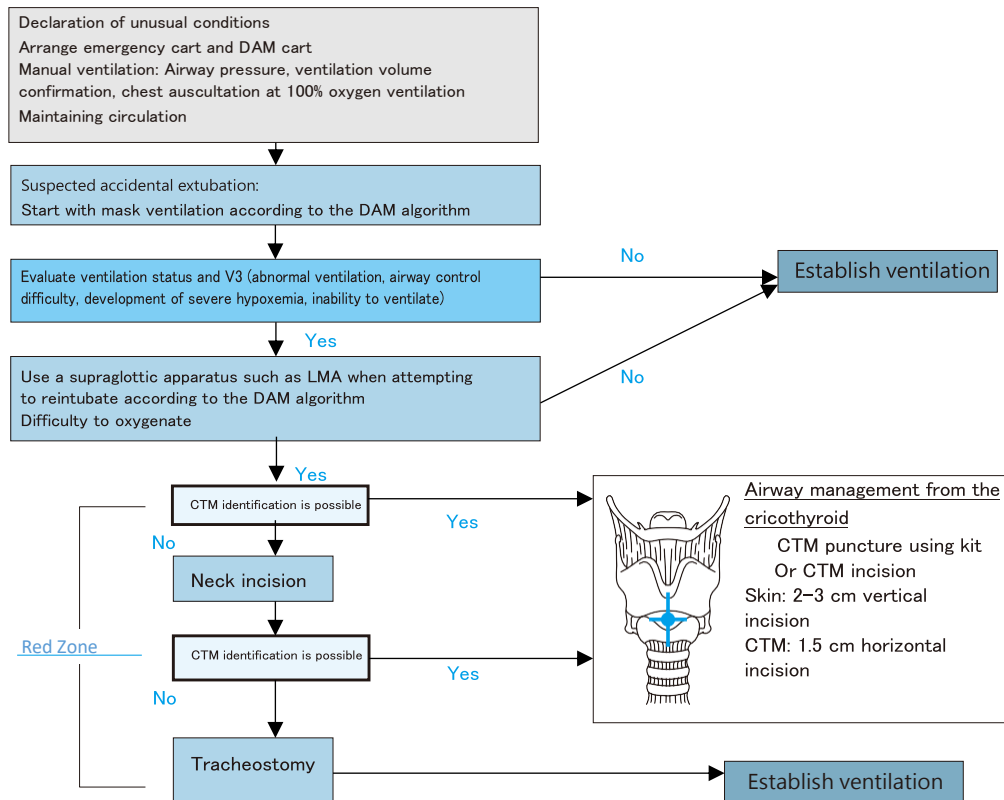 Declaration of unusual conditions
Arrange emergency cart and DAM cart
Manual ventilation: Airway pressure, ventilation volume
confirmation, chest auscultation at 100% oxygen ventilation
Maintaining circulation
Suspected accidental extubation:
Start with mask ventilation according to the DAM algorithm
Evaluate ventilation status and V3 (abnormal ventilation, airway control
difficulty, development of severe hypoxemia, inability to ventilate)
No
Establish ventilation
Yes
Use a supraglottic apparatus such as LMA when attempting
to reintubate according to the DAM algorithm
Difficulty to oxygenate
No
Yes
CTM identification is possible
Yes
No
Neck incision
Red Zone
CTM identification is possible
Yes
No
Airway management from the
cricothyroid
CTM puncture using kit
Or CTM incision
Skin: 2-3 cm vertical
incision
CTM: 1.5 cm horizontal
incision
Tracheostomy
Establish ventilation